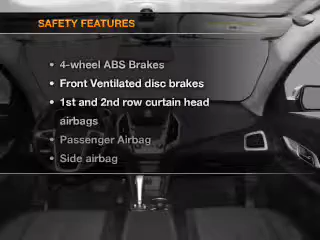 SAFETY FEATURES
• 4-wheel ABS Brakes
• Front Ventilated disc brakes
• 1st and 2nd row curtain head
airbags
• Passenger Airbag
• Side airbag